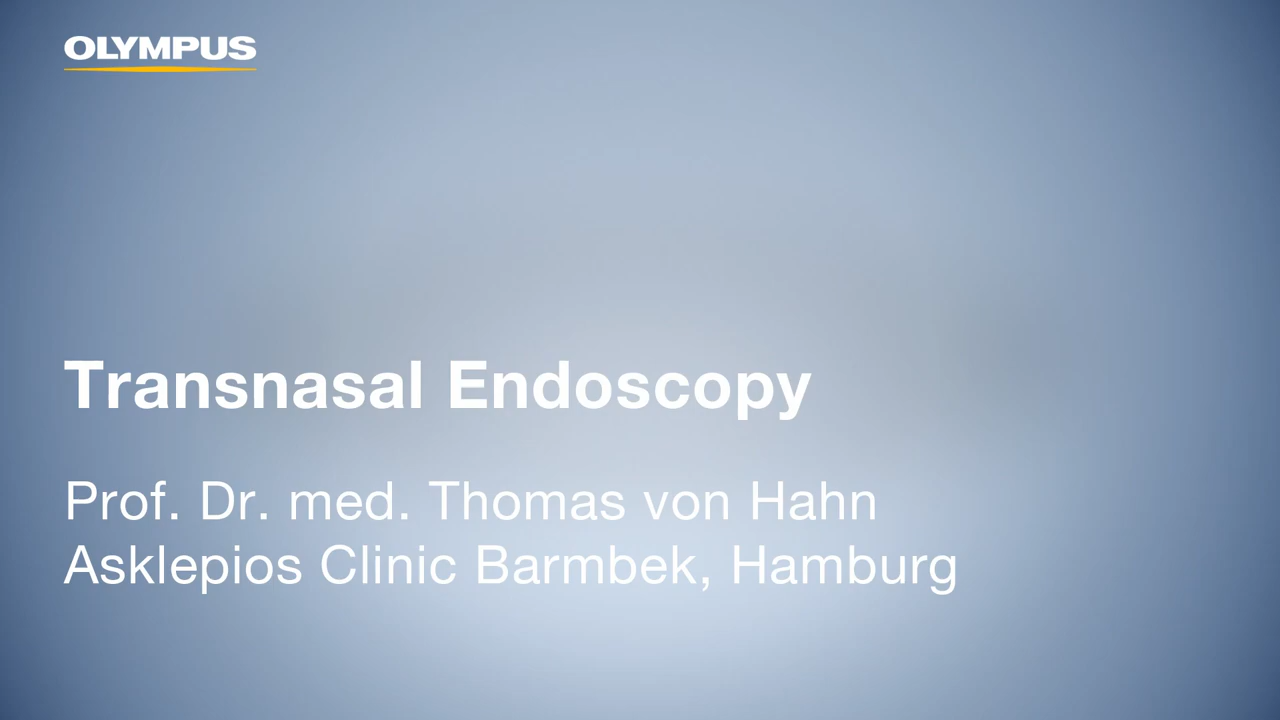 OLYMPUS
Transnasal Endoscopy
Prof. Dr. med. Thomas von Hahn
Asklepios Clinic Barmbek, Hamburg